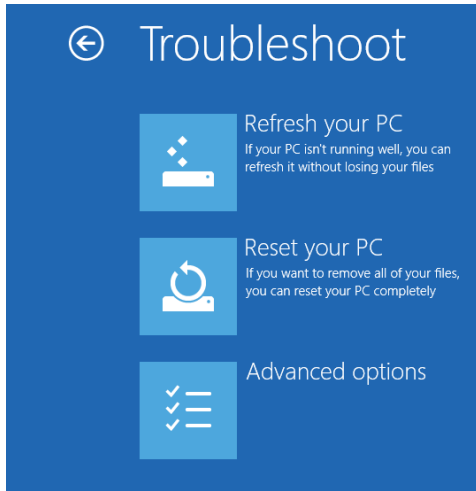 Troubleshoot
Refresh your PC
If your PC isn't running well, you can
refresh it without losing your files
Reset your PC
If you want to remove all of your files,
you can reset your PC completely
Advanced options